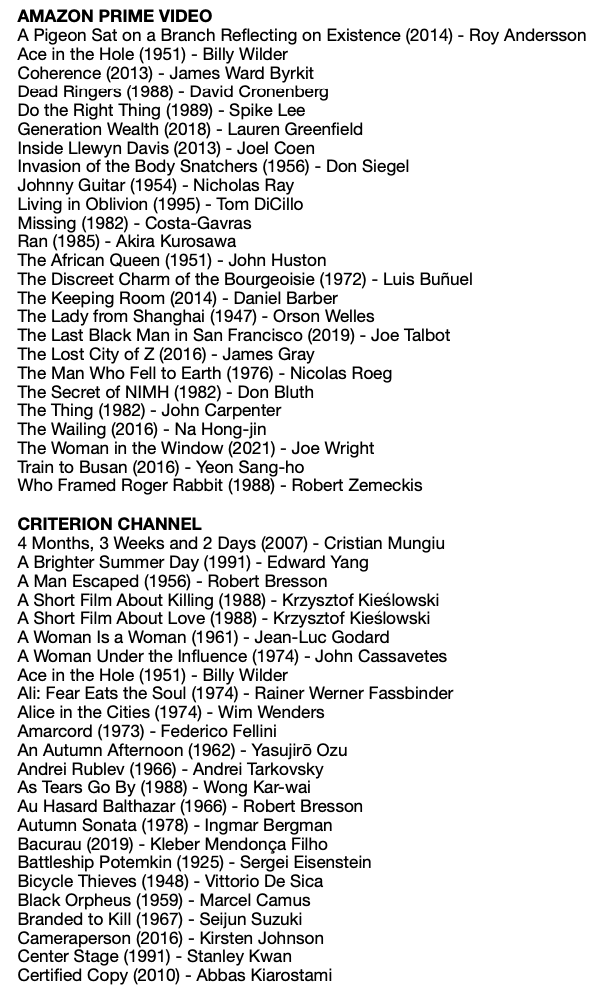 AMAZON PRIME VIDEO
A Pigeon Sat on a Branch Reflecting on Existence (2014) - Roy Andersson
Ace in the Hole (1951) - Billy Wilder
Coherence (2013) - James Ward Byrkit
Dead Ringers (1988) - David Cronenberg
Do the Right Thing (1989) - Spike Lee
Generation Wealth (2018) - Lauren Greenfield
Inside Llewyn Davis (2013) - Joel Coen
Invasion of the Body Snatchers (1956) - Don Siegel
Johnny Guitar (1954) - Nicholas Ray
Living in Oblivion (1995) - Tom DiCillo
Missing (1982) - Costa-Gavras
Ran (1985) - Akira Kurosawa
The African Queen (1951) - John Huston
The Discreet Charm of the Bourgeoisie (1972) - Luis Buñuel
The Keeping Room (2014) - Daniel Barber
The Lady from Shanghai (1947) - Orson Welles
The Last Black Man in San Francisco (2019) - Joe Talbot
The Lost City of Z (2016) - James Gray
The Man Who Fell to Earth (1976) - Nicolas Roeg
The Secret of NIMH (1982) - Don Bluth
The Thing (1982) - John Carpenter
The Wailing (2016) - Na Hong-jin
The Woman in the Window (2021) - Joe Wright
Train to Busan (2016) - Yeon Sang-ho
Who Framed Roger Rabbit (1988) - Robert Zemeckis
CRITERION CHANNEL
4 Months, 3 Weeks and 2 Days (2007) - Cristian Mungiu
A Brighter Summer Day (1991) - Edward Yang
A Man Escaped (1956) - Robert Bresson
A Short Film About Killing (1988) - Krzysztof Kieślowski
A Short Film About Love (1988) - Krzysztof Kieślowski
A Woman Is a Woman (1961) - Jean-Luc Godard
A Woman Under the Influence (1974) - John Cassavetes
Ace in the Hole (1951) - Billy Wilder
Ali: Fear Eats the Soul (1974) - Rainer Werner Fassbinder
Alice in the Cities (1974) - Wim Wenders
Amarcord (1973) - Federico Fellini
An Autumn Afternoon (1962) - Yasujirō Ozu
Andrei Rublev (1966) - Andrei Tarkovsky
As Tears Go By (1988) - Wong Kar-wai
Au Hasard Balthazar (1966) - Robert Bresson
Autumn Sonata (1978) - Ingmar Bergman
Bacurau (2019) - Kleber Mendonça Filho
Battleship Potemkin (1925) - Sergei Eisenstein
Bicycle Thieves (1948) - Vittorio De Sica
Black Orpheus (1959) - Marcel Camus
Branded to Kill (1967) - Seijun Suzuki
Cameraperson (2016) - Kirsten Johnson
Center Stage (1991) - Stanley Kwan
Certified Copy (2010) - Abbas Kiarostami